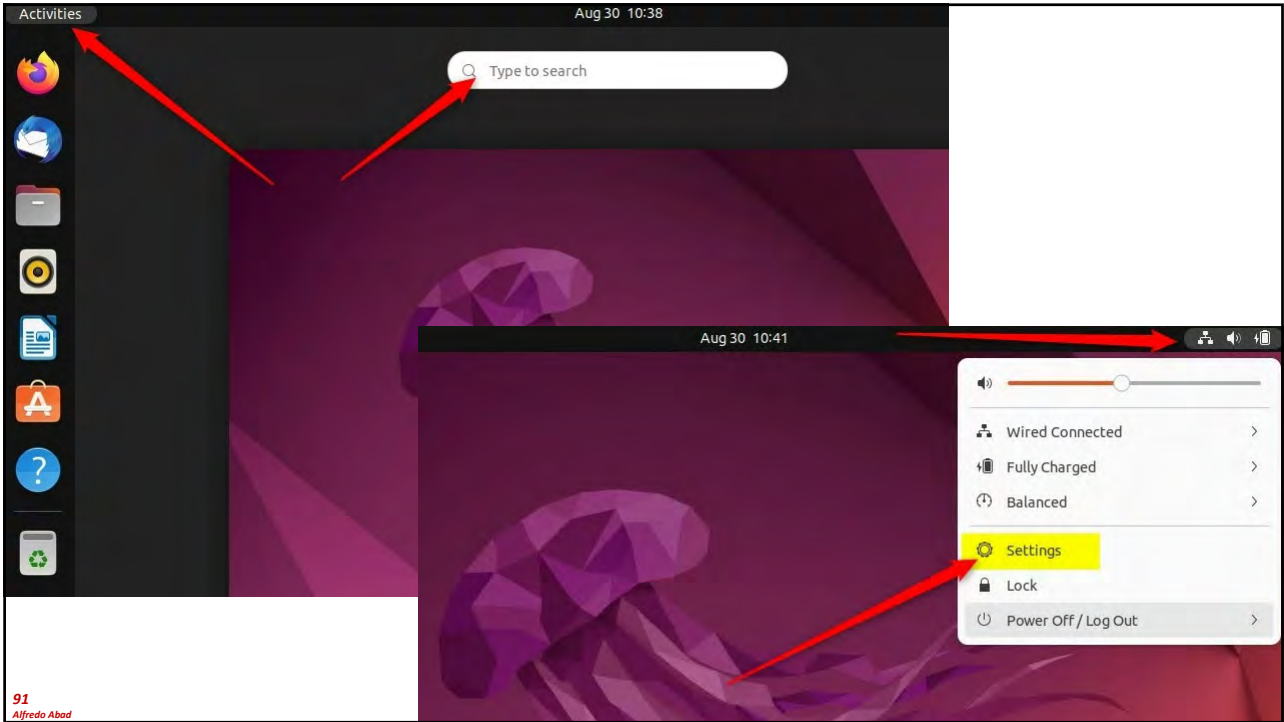 Activities
Aug 30 10:38
Type to search
Aug 30 10:41
Wired Connected
Fully Charged
Balanced
Settings
Lock
Power Off / Log Out
91
Alfredo Abad